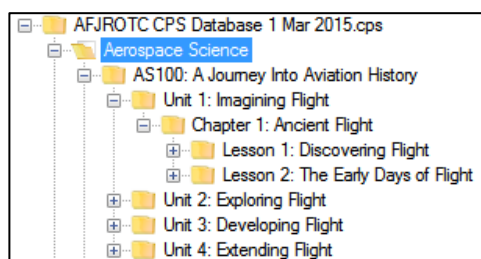 AFJROTC CPS Database 1 Mar 2015.cps
Aerospace Science
AS100: A Journey Into Aviation History
Unit 1: Imagining Flight
Chapter 1: Ancient Flight
Lesson 1: Discovering Flight
Lesson 2: The Early Days of Flight
Unit 2: Exploring Flight
Unit 3: Developing Flight
Unit 4: Extending Flight